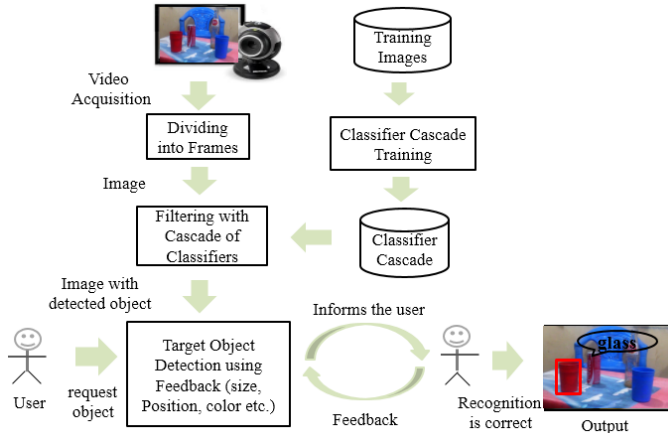 Training
Images
Video
Acquisition
Dividing
into Frames
Classifier Cascade
Training
Image
Filtering with
Cascade of
Classifiers
Classifier
Cascade
Image with
detected object
Informs the user
Target Object
Detection using
Feedback (size,
Position, color etc.)
User
request
object
Feedback
Recognition
is correct
glass
Output